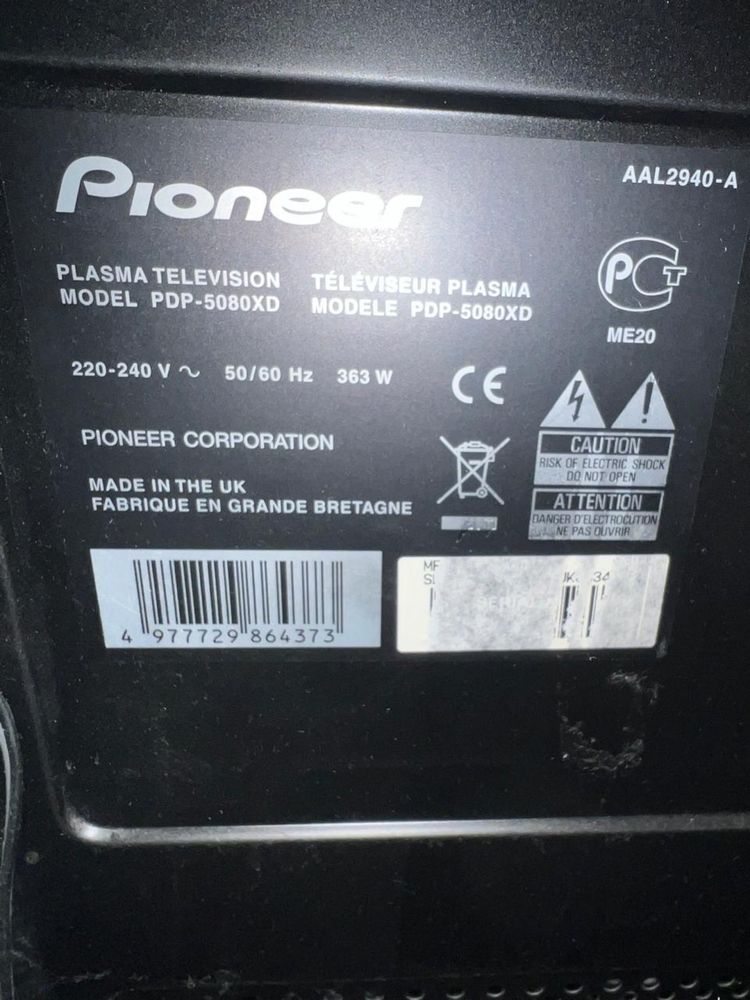 Pioneer
AAL2940-A
PLASMA TELEVISION
MODEL PDP-5080XD
TÉLÉVISEUR PLASMA
MODELE PDP-5080XD
PCT
ME20
220-240 V ~ 50/60 Hz 363 W
CE
PIONEER CORPORATION
CAUTION
RISK OF ELECTRIC SHOCK
DO NOT OPEN
MADE IN THE UK
FABRIQUE EN GRANDE BRETAGNE
ATTENTION
DANGER D'ELECTROCUTION
NE PAS OUVRIR
4 977729 864373